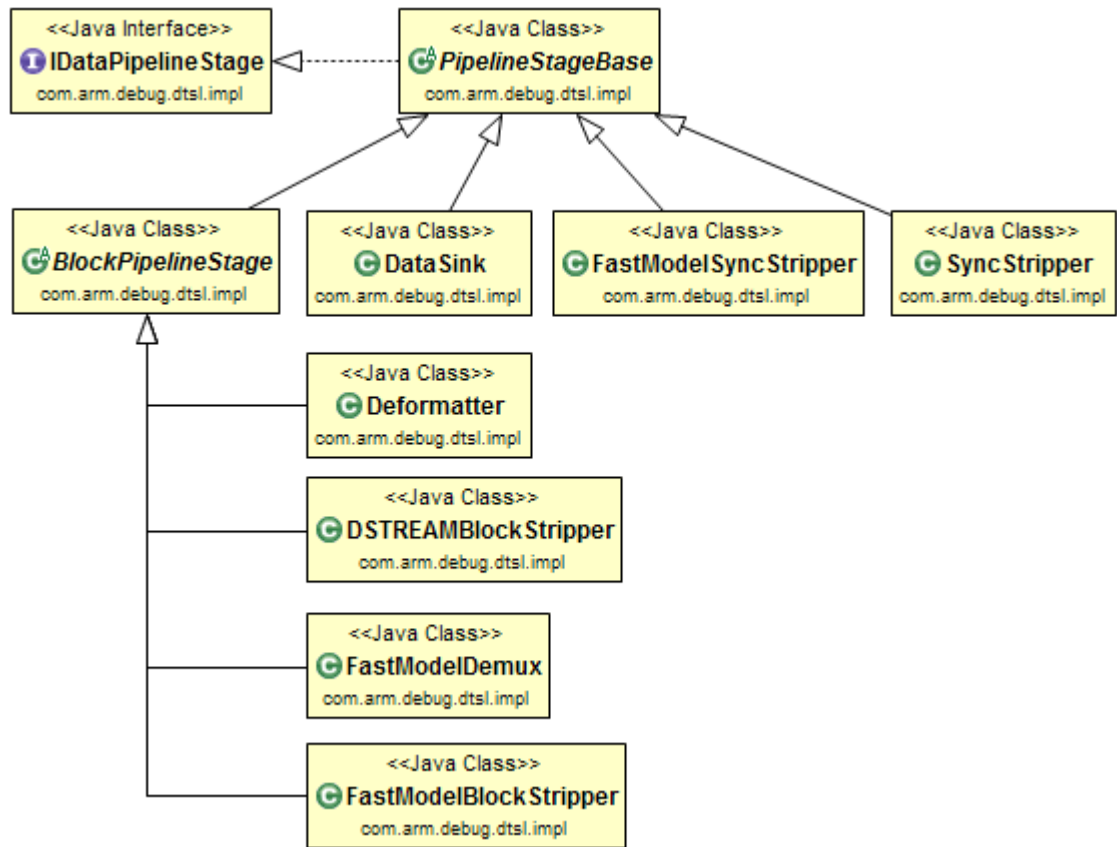 <<Java Interface>>
IDataPipelineStage
com.arm.debug.dtsl.impl
<<Java Class>>
PipelineStageBase
com.arm.debug.dtsl.impl
<<Java Class>>
BlockPipelineStage
com.arm.debug.dtsl.impl
<<Java Class>>
DataSink
com.arm.debug.dtsl.impl
<<Java Class>>
FastModelSyncStripper
com.arm.debug.dtsl.impl
<<Java Class>>
SyncStripper
com.arm.debug.dtsl.impl
<<Java Class>>
Deformatter
com.arm.debug.dtsl.impl
<<Java Class>>
DSTREAMBlockStripper
com.arm.debug.dtsl.impl
<<Java Class>>
FastModelDemux
com.arm.debug.dtsl.impl
<<Java Class>>
FastModelBlockStripper
com.arm.debug.dtsl.impl